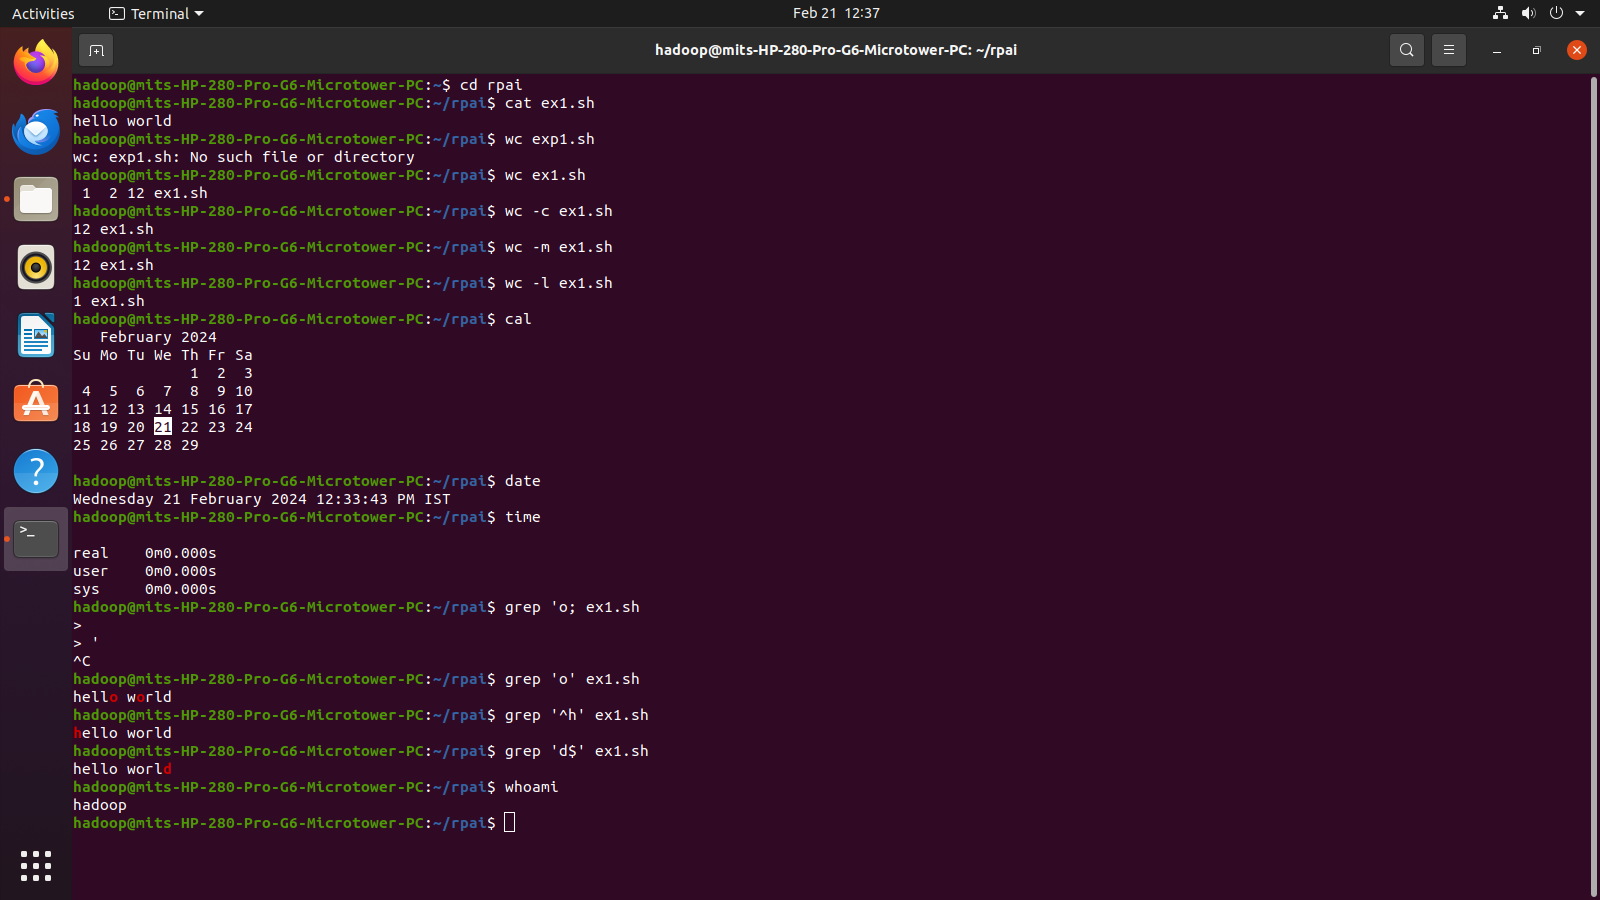 Activities Terminal Feb 21 12:37
hadoop@mits-HP-280-Pro-G6-Microtower-PC: ~/rpai
hadoop@mits-HP-280-Pro-G6-Microtower-PC:~$ cd rpai
hadoop@mits-HP-280-Pro-G6-Microtower-PC:~/rpai$ cat ex1.sh
hello world
hadoop@mits-HP-280-Pro-G6-Microtower-PC:~/rpai$ wc exp1.sh
wc: exp1.sh: No such file or directory
hadoop@mits-HP-280-Pro-G6-Microtower-PC:~/rpai$ wc ex1.sh
 1  2 12 ex1.sh
hadoop@mits-HP-280-Pro-G6-Microtower-PC:~/rpai$ wc -c ex1.sh
12 ex1.sh
hadoop@mits-HP-280-Pro-G6-Microtower-PC:~/rpai$ wc -m ex1.sh
12 ex1.sh
hadoop@mits-HP-280-Pro-G6-Microtower-PC:~/rpai$ wc -l ex1.sh
1 ex1.sh
hadoop@mits-HP-280-Pro-G6-Microtower-PC:~/rpai$ cal
   February 2024
Su Mo Tu We Th Fr Sa
             1  2  3
 4  5  6  7  8  9 10
11 12 13 14 15 16 17
18 19 20 21 22 23 24
25 26 27 28 29
hadoop@mits-HP-280-Pro-G6-Microtower-PC:~/rpai$ date
Wednesday 21 February 2024 12:33:43 PM IST
hadoop@mits-HP-280-Pro-G6-Microtower-PC:~/rpai$ time
real    0m0.000s
user    0m0.000s
sys     0m0.000s
hadoop@mits-HP-280-Pro-G6-Microtower-PC:~/rpai$ grep 'o; ex1.sh
>
> '
^C
hadoop@mits-HP-280-Pro-G6-Microtower-PC:~/rpai$ grep 'o' ex1.sh
hello world
hadoop@mits-HP-280-Pro-G6-Microtower-PC:~/rpai$ grep '^h' ex1.sh
hello world
hadoop@mits-HP-280-Pro-G6-Microtower-PC:~/rpai$ grep 'd$' ex1.sh
hello world
hadoop@mits-HP-280-Pro-G6-Microtower-PC:~/rpai$ whoami
hadoop
hadoop@mits-HP-280-Pro-G6-Microtower-PC:~/rpai$